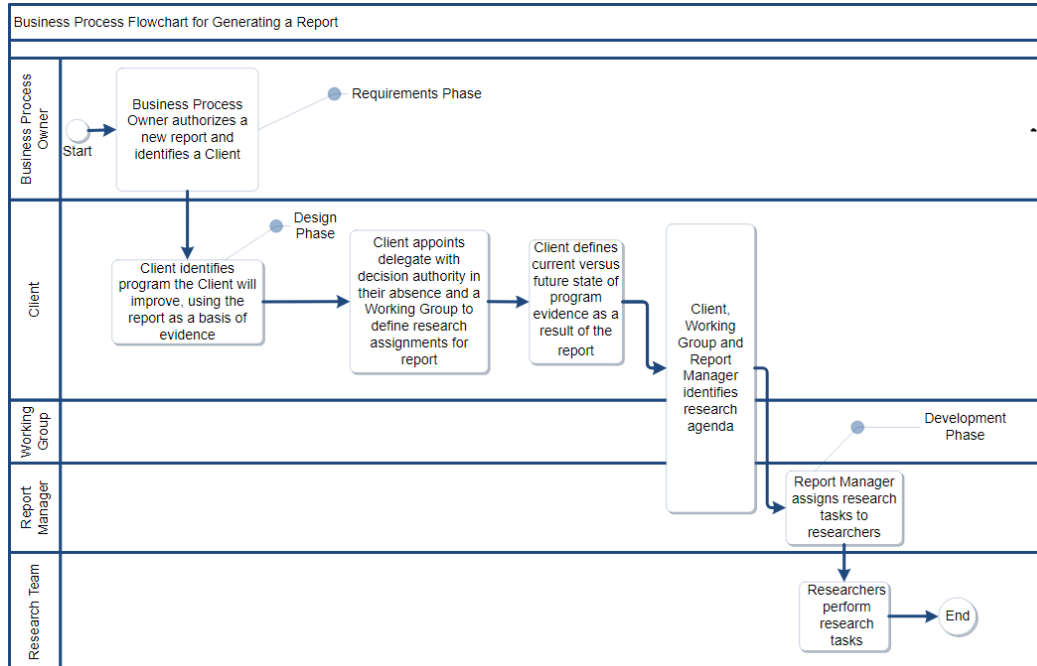 Business Process Flowchart for Generating a Report
Business Process
Owner
Start
Business Process
Owner authorizes a
new report and
identifies a Client
Requirements Phase
Client
Design
Phase
Client identifies
program the Client will
improve, using the
report as a basis of
evidence
Client appoints
delegate with
decision authority in
their absence and a
Working Group to
define research
assignments for
report
Client defines
current versus
future state of
program
evidence as a
result of the
report
Client,
Working
Group and
Report
Manager
identifies
research
agenda
Working
Group
Development
Phase
Report
Manager
Report Manager
assigns research
tasks to
researchers
Research Team
Researchers
perform
research
tasks
End